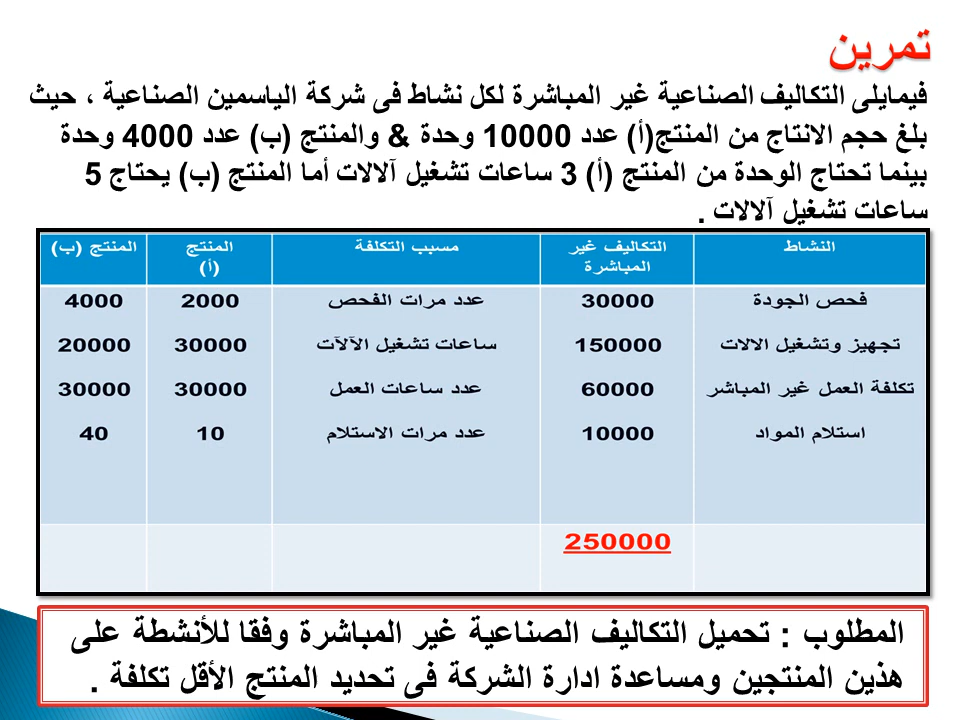 تمرين
فيمايلى التكاليف الصناعية غير المباشرة لكل نشاط فى شركة الياسمين الصناعية ، حيث
بلغ حجم الانتاج من المنتج(أ) عدد 10000 وحدة & والمنتج (ب) عدد 4000 وحدة
بينما تحتاج الوحدة من المنتج (أ) 3 ساعات تشغيل آلالات أما المنتج (ب) يحتاج 5
ساعات تشغيل آلالات .
النشاط التكاليف غير المباشرة مسبب التكلفة المنتج (أ) المنتج (ب)
فحص الجودة 30000 عدد مرات الفحص 2000 4000
تجهيز وتشغيل الالات 150000 ساعات تشغيل الآلآت 30000 20000
تكلفة العمل غير المباشر 60000 عدد ساعات العمل 30000 30000
استلام المواد 10000 عدد مرات الاستلام 10 40
250000
المطلوب : تحميل التكاليف الصناعية غير المباشرة وفقا للأنشطة على
هذين المنتجين ومساعدة ادارة الشركة فى تحديد المنتج الأقل تكلفة .